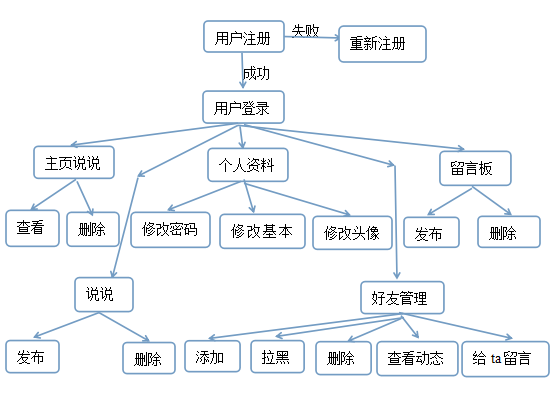 用户注册
失败
重新注册
成功
用户登录
主页说说
个人资料
留言板
查看
删除
修改密码
修改基本
修改头像
发布
删除
说说
好友管理
发布
删除
添加
拉黑
删除
查看动态
给 ta 留言